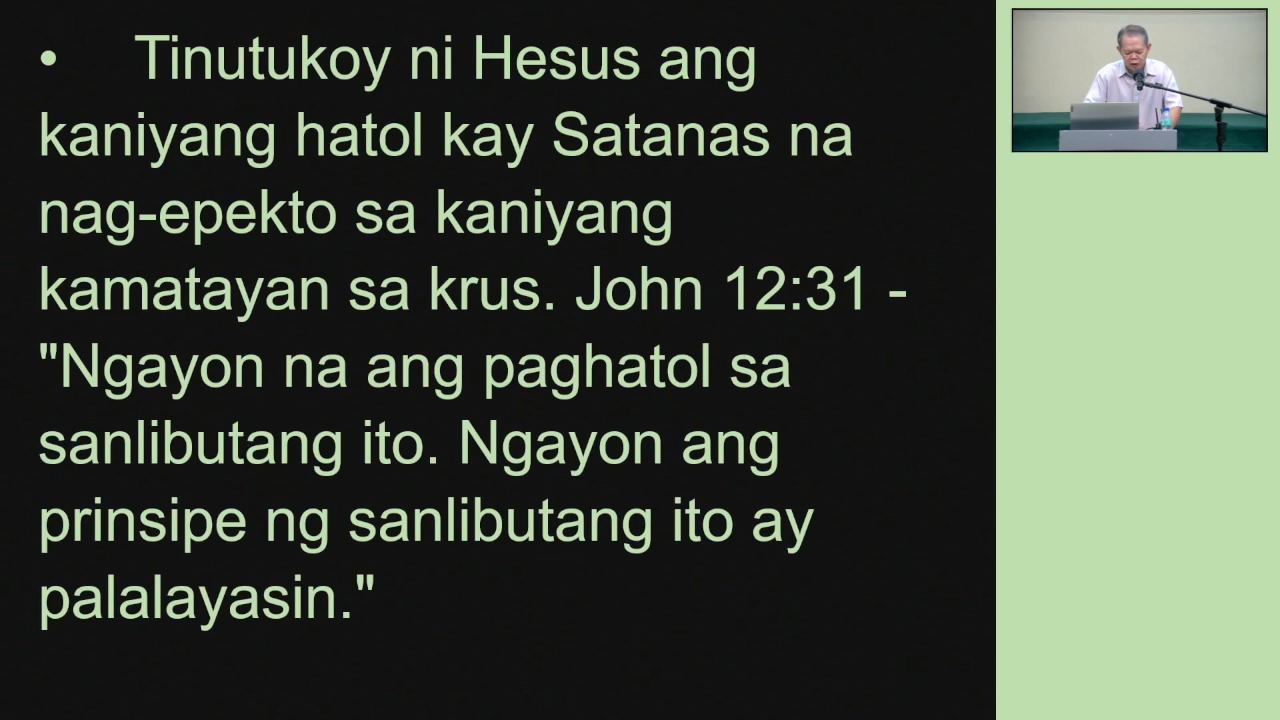 • Tinutukoy ni Hesus ang
kaniyang hatol kay Satanas na
nag-epekto sa kaniyang
kamatayan sa krus. John 12:31 -
"Ngayon na ang paghatol sa
sanlibutang ito. Ngayon ang
prinsipe ng sanlibutang ito ay
palalayasin."